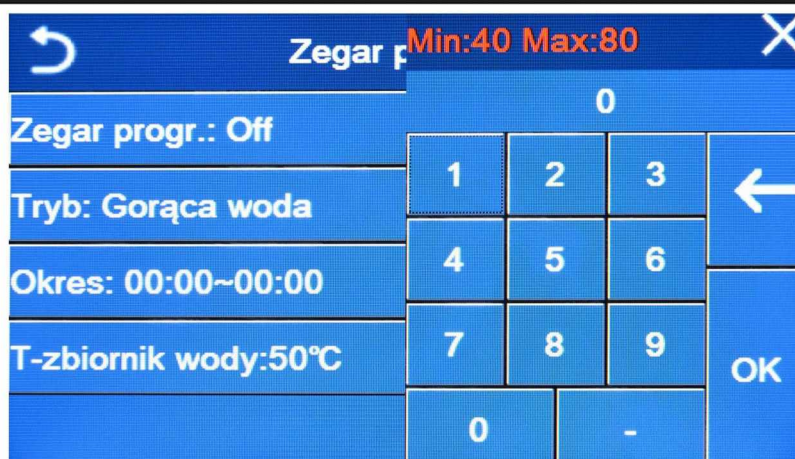 Zegar p
Min:40 Max:80
0
Zegar progr.: Off
Tryb: Gorąca woda
Okres: 00:00~00:00
T-zbiornik wody:50℃
1 2 3
4 5 6
7 8 9
0 -
OK